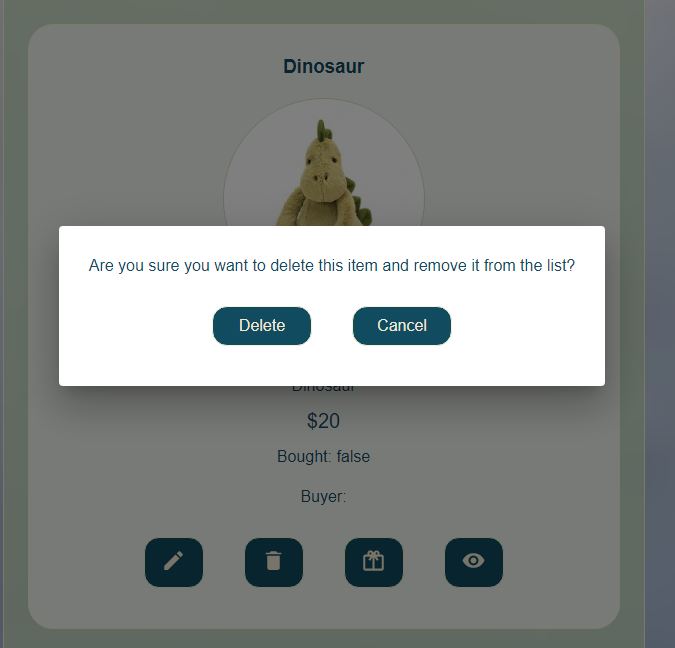 Dinosaur
Are you sure you want to delete this item and remove it from the list?
Delete
Cancel
Dinosaur
$20
Bought: false
Buyer: